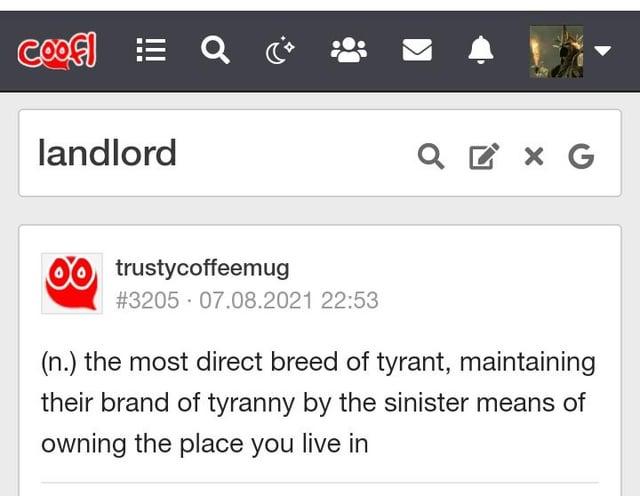 coofl
landlord
trustycoffeemug
#3205 · 07.08.2021 22:53
(n.) the most direct breed of tyrant, maintaining
their brand of tyranny by the sinister means of
owning the place you live in